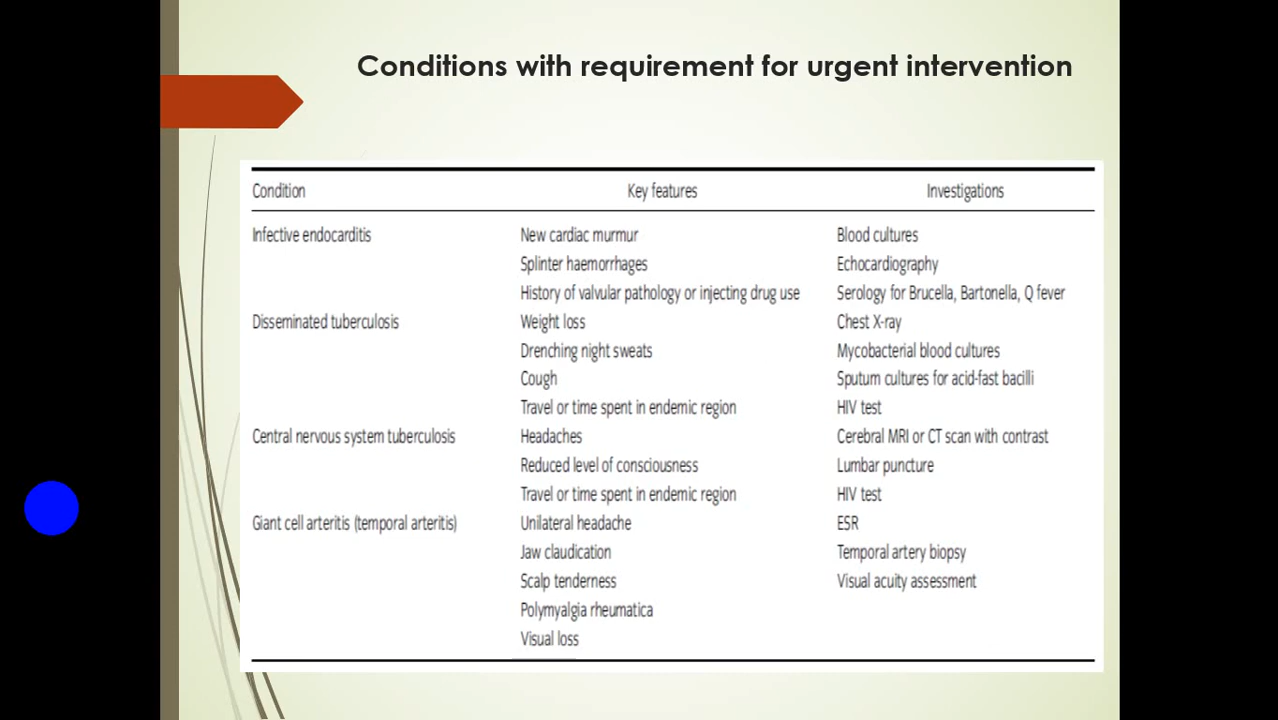 Conditions with requirement for urgent intervention
Condition Key features Investigations
Infective endocarditis New cardiac murmur Blood cultures
Splinter haemorrhages Echocardiography
History of valvular pathology or injecting drug use Serology for Brucella, Bartonella, Q fever
Disseminated tuberculosis Weight loss Chest X-ray
Drenching night sweats Mycobacterial blood cultures
Cough Sputum cultures for acid-fast bacilli
Travel or time spent in endemic region HIV test
Central nervous system tuberculosis Headaches Cerebral MRI or CT scan with contrast
Reduced level of consciousness Lumbar puncture
Travel or time spent in endemic region HIV test
Giant cell arteritis (temporal arteritis) Unilateral headache ESR
Jaw claudication Temporal artery biopsy
Scalp tenderness Visual acuity assessment
Polymyalgia rheumatica
Visual loss